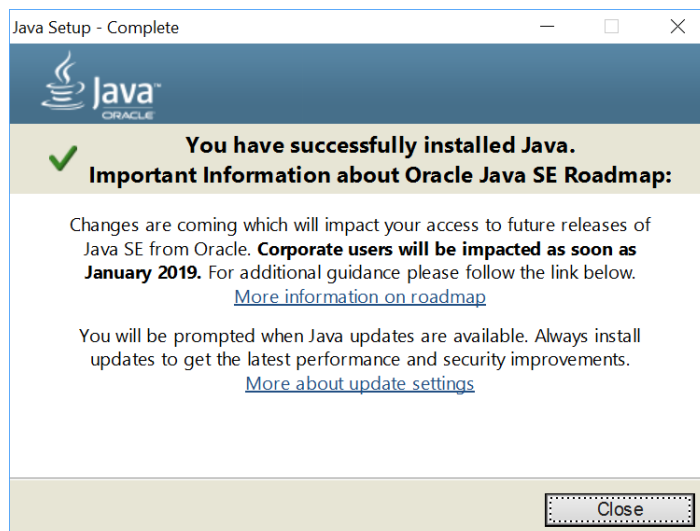 Java Setup - Complete
Java™
ORACLE
You have successfully installed Java.
Important Information about Oracle Java SE Roadmap:
Changes are coming which will impact your access to future releases of
Java SE from Oracle. Corporate users will be impacted as soon as
January 2019. For additional guidance please follow the link below.
More information on roadmap
You will be prompted when Java updates are available. Always install
updates to get the latest performance and security improvements.
More about update settings
Close